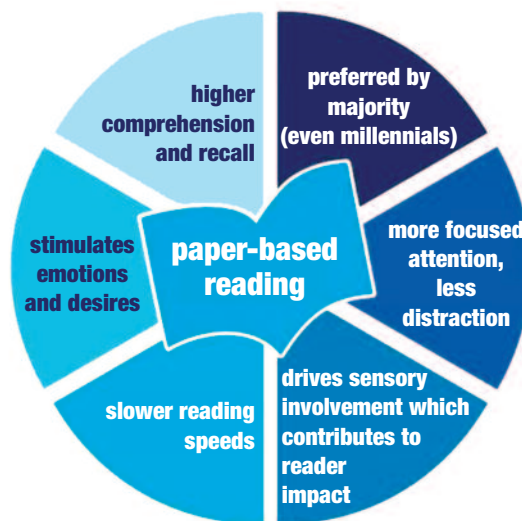 higher
comprehension
and recall
preferred by
majority
(even millennials)
stimulates
emotions
and desires
paper-based
reading
more focused
attention,
less
distraction
slower reading
speeds
drives sensory
involvement which
contributes to
reader
impact